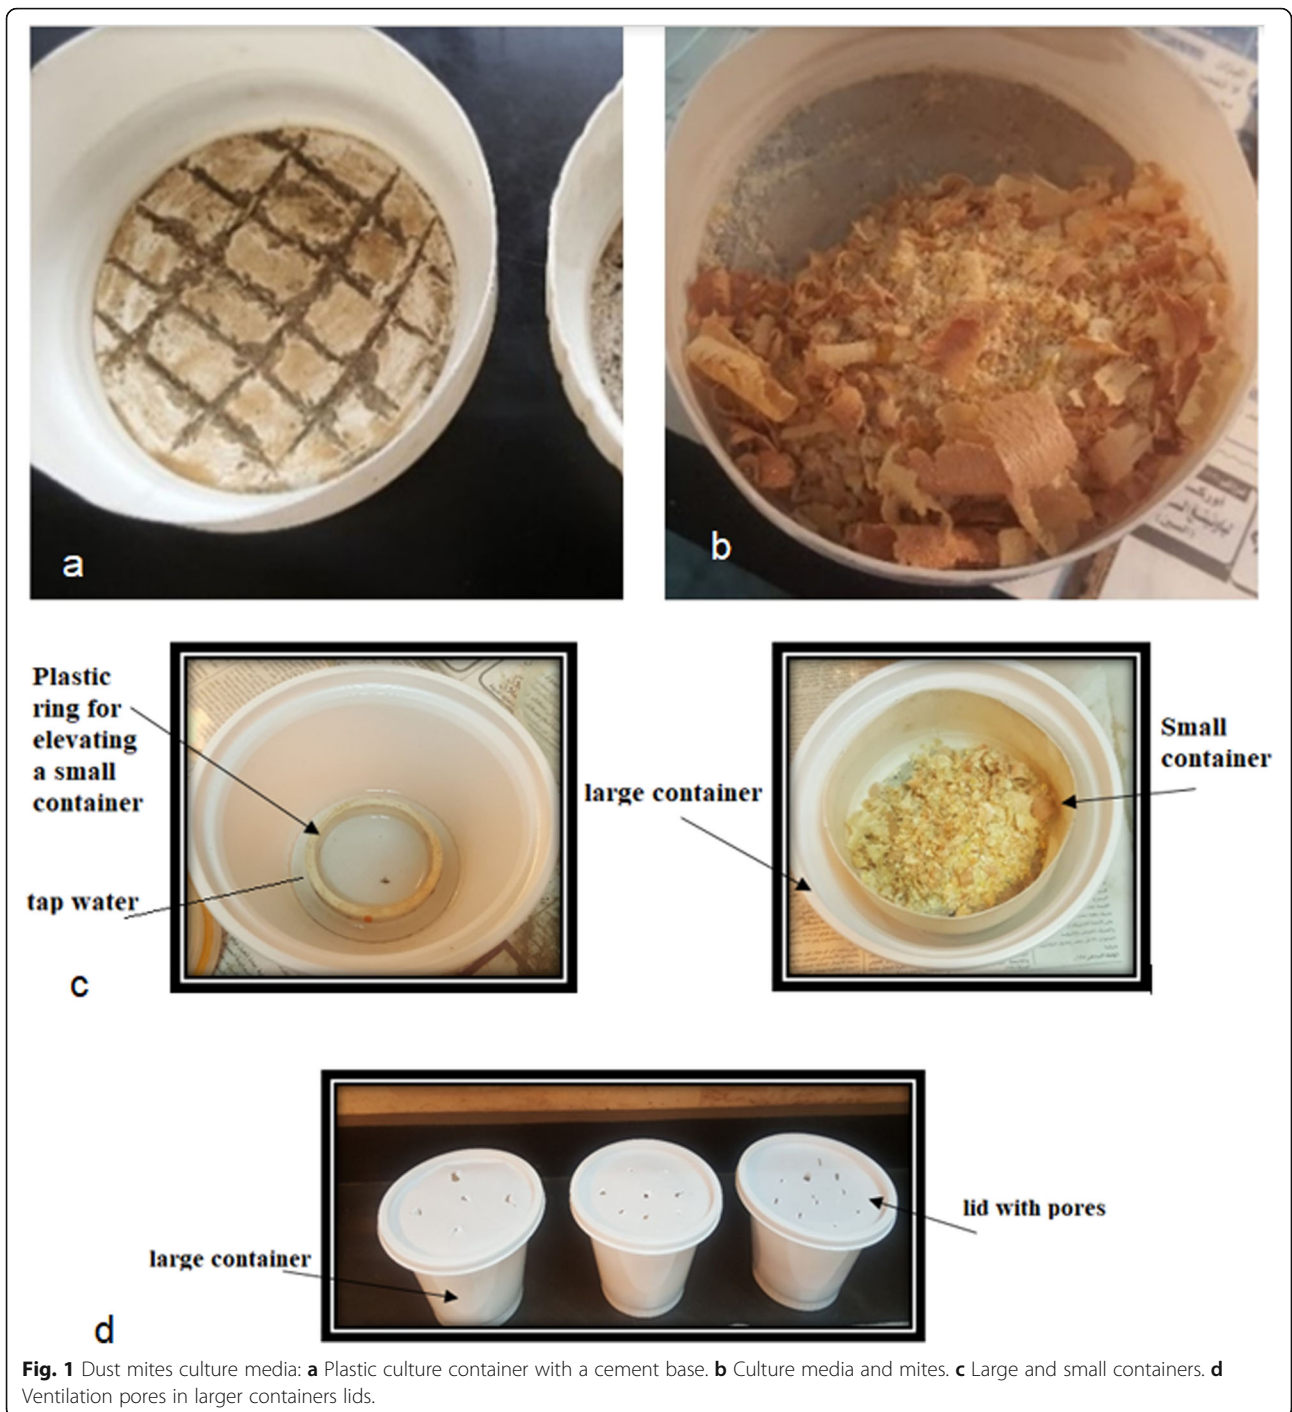 a
b
Plastic
ring for
elevating
a small
container
tap water
large container
Small
container
c
large container
lid with pores
d
Fig. 1 Dust mites culture media: a Plastic culture container with a cement base. b Culture media and mites. c Large and small containers. d
Ventilation pores in larger containers lids.